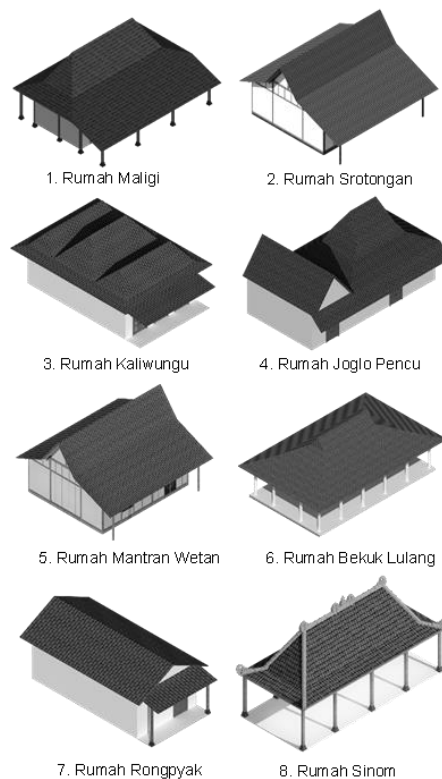 1. Rumah Maligi
2. Rumah Srotongan
3. Rumah Kaliwungu
4. Rumah Joglo Pencu
5. Rumah Mantran Wetan
6. Rumah Bekuk Lulang
7. Rumah Rongpyak
8. Rumah Sinom